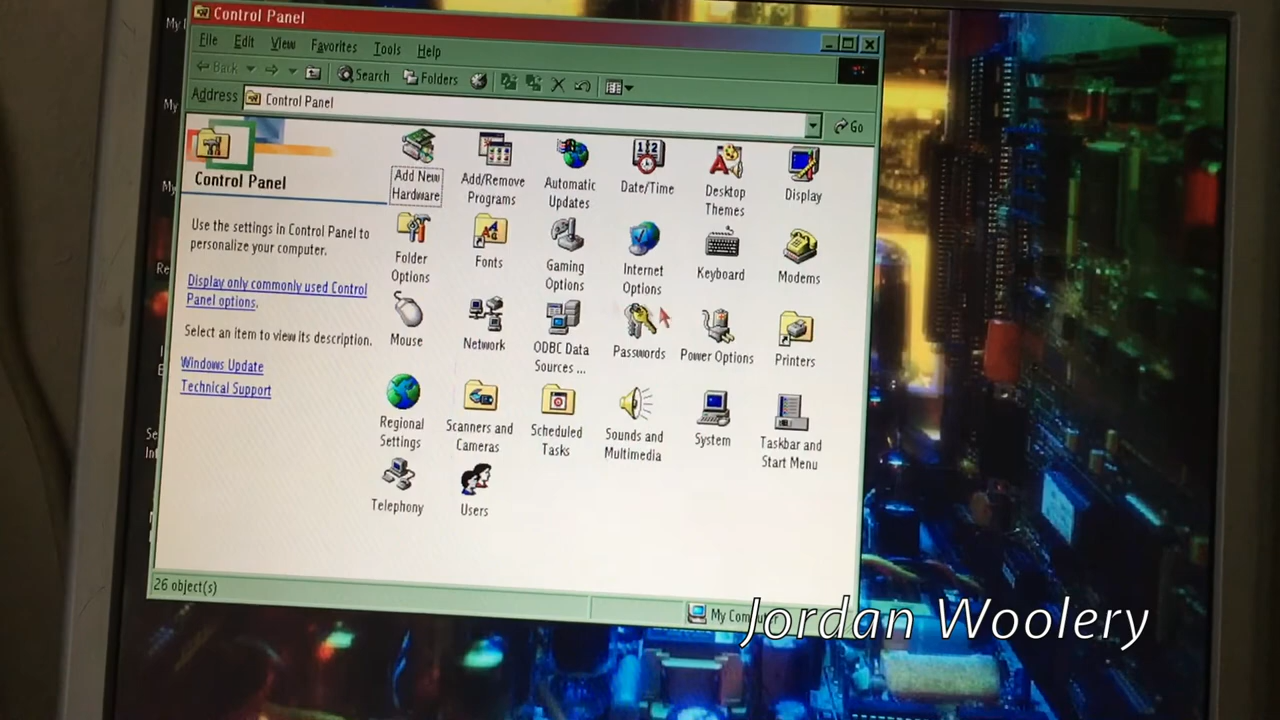 Control Panel
File Edit View Favorites Tools Help
Back Search Folders
Address Control Panel Go
Control Panel
Use the settings in Control Panel to
personalize your computer.
Display only commonly used Control
Panel options.
Select an item to view its description.
Windows Update
Technical Support
Add New
Hardware
Add/Remove
Programs
Automatic
Updates
Date/Time
Desktop
Themes
Display
Folder
Options
Fonts
Gaming
Options
Internet
Options
Keyboard
Modems
Mouse
Network
ODBC Data
Sources ...
Passwords
Power Options
Printers
Regional
Settings
Scanners and
Cameras
Scheduled
Tasks
Sounds and
Multimedia
System
Taskbar and
Start Menu
Telephony
Users
26 object(s)
My
Jordan Woolery
My
My
My